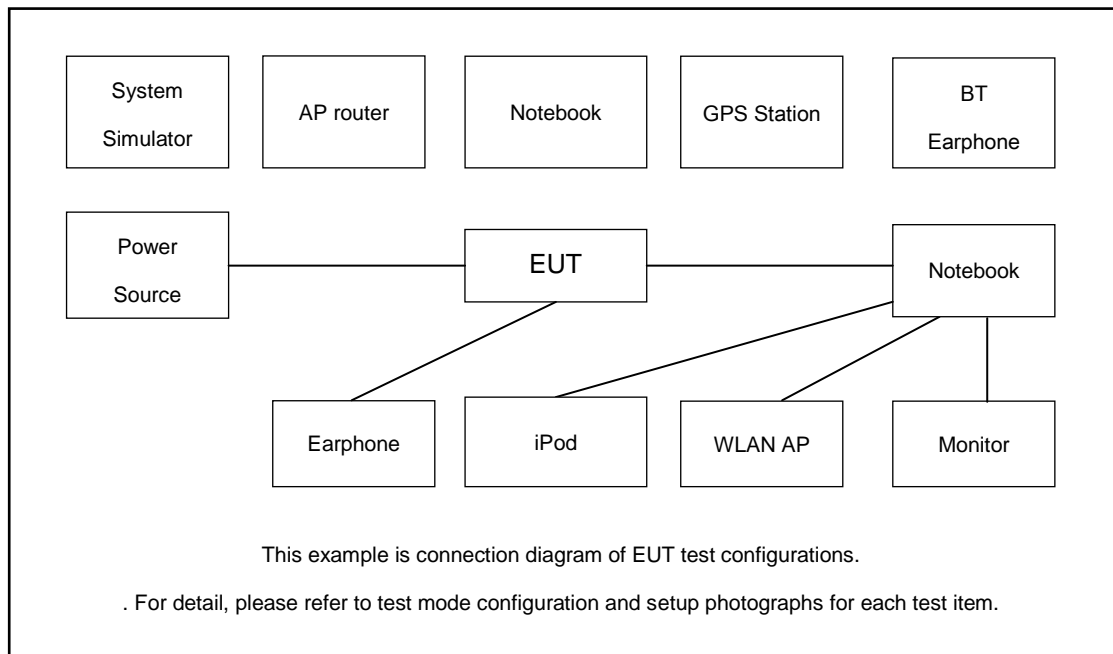 System
Simulator
AP router
Notebook
GPS Station
BT
Earphone
Power
Source
EUT
Notebook
Earphone
iPod
WLAN AP
Monitor
This example is connection diagram of EUT test configurations.
. For detail, please refer to test mode configuration and setup photographs for each test item.